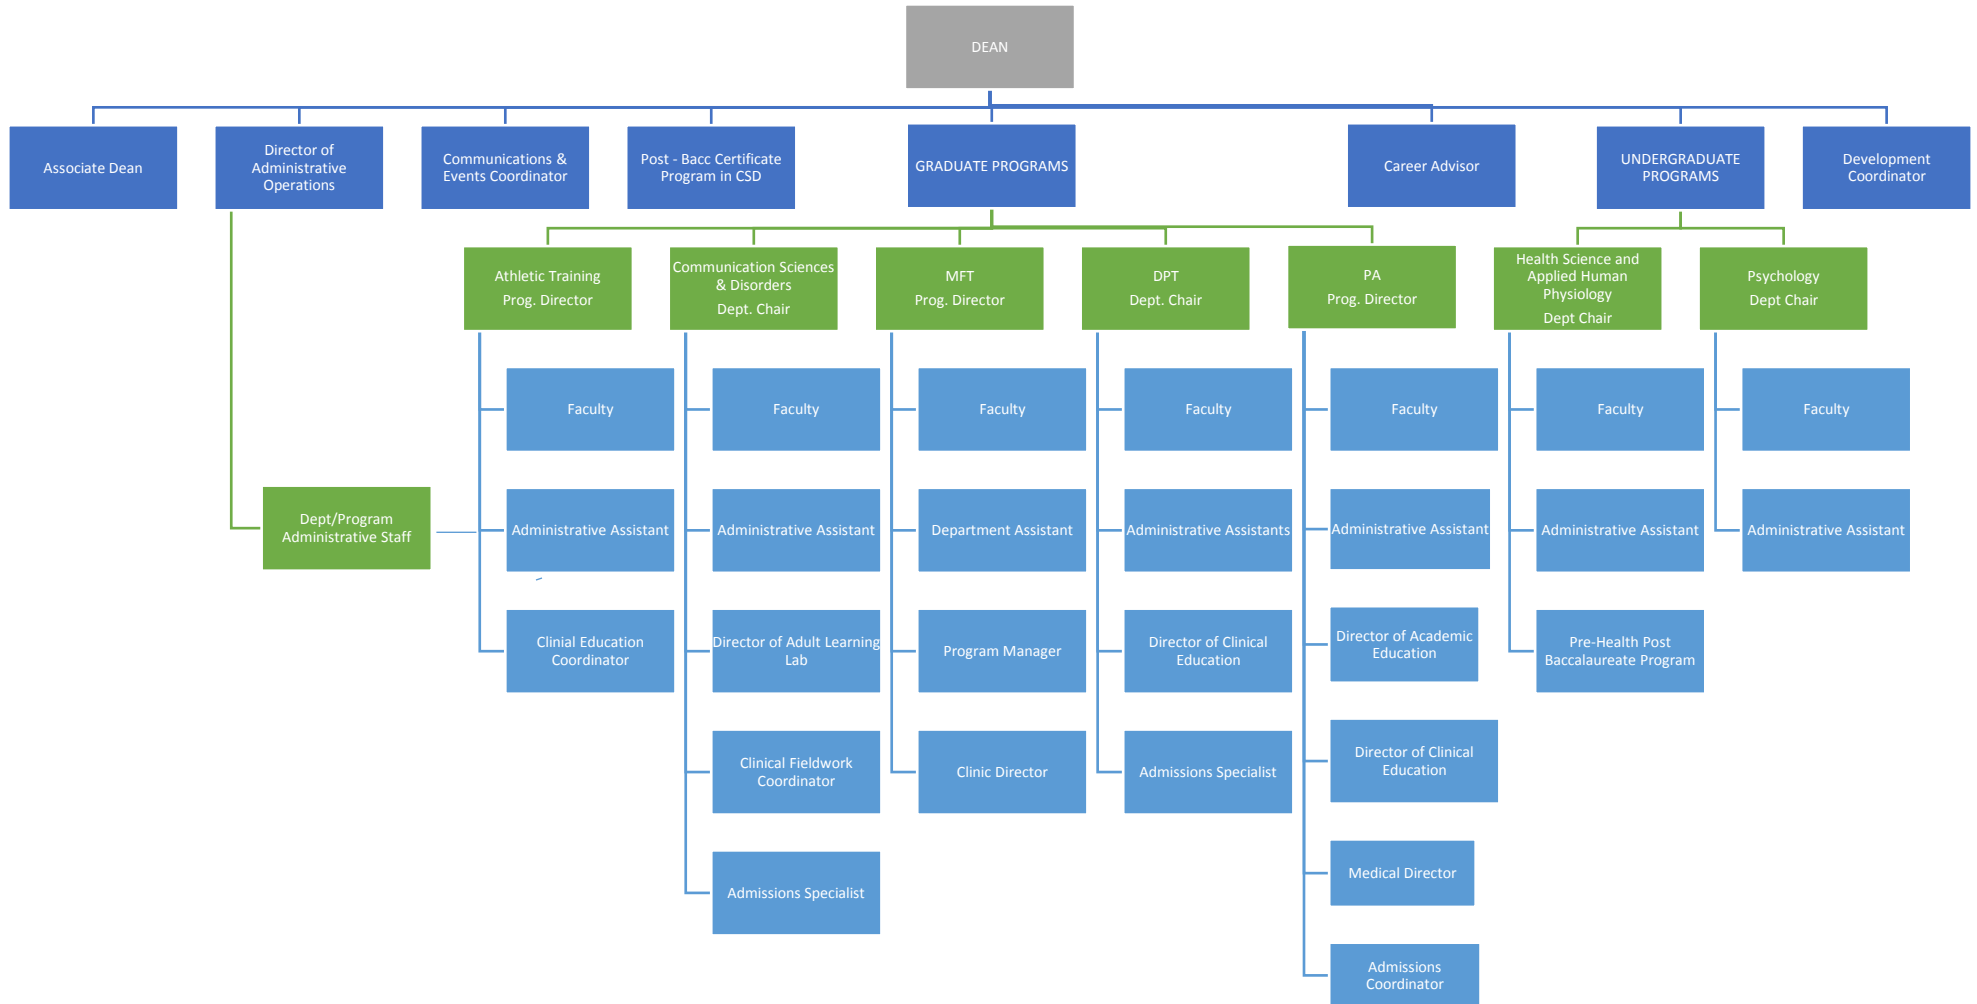 DEAN
Associate Dean
Director of
Administrative
Operations
Communications &
Events Coordinator
Post - Bacc Certificate
Program in CSD
GRADUATE PROGRAMS
Career Advisor
UNDERGRADUATE
PROGRAMS
Development
Coordinator
Athletic Training
Prog. Director
Communication Sciences
& Disorders
Dept. Chair
MFT
Prog. Director
DPT
Dept. Chair
PA
Prog. Director
Health Science and
Applied Human
Physiology
Dept Chair
Psychology
Dept Chair
Faculty
Faculty
Faculty
Faculty
Faculty
Faculty
Faculty
Dept/Program
Administrative Staff
Administrative Assistant
Administrative Assistant
Department Assistant
Administrative Assistants
Administrative Assistant
Administrative Assistant
Administrative Assistant
Clinial Education
Coordinator
Director of Adult Learning
Lab
Program Manager
Director of Clinical
Education
Director of Academic
Education
Pre-Health Post
Baccalaureate Program
Clinical Fieldwork
Coordinator
Clinic Director
Admissions Specialist
Director of Clinical
Education
Admissions Specialist
Medical Director
Admissions
Coordinator